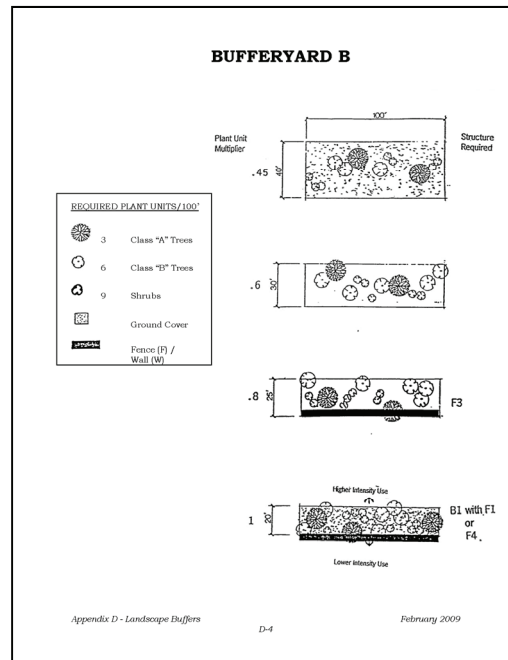 BUFFERYARD B
100'
Plant Unit
Multiplier
Structure
Required
.45
40'
REQUIRED PLANT UNITS/100'
3 Class "A" Trees
6 Class "B" Trees
9 Shrubs
Ground Cover
Fence (F) /
Wall (W)
.6
30'
.8
25'
F3
Higher Intensity Use
1
20'
B1 with F1
or
F4.
Lower Intensity Use
Appendix D - Landscape Buffers
February 2009
D-4